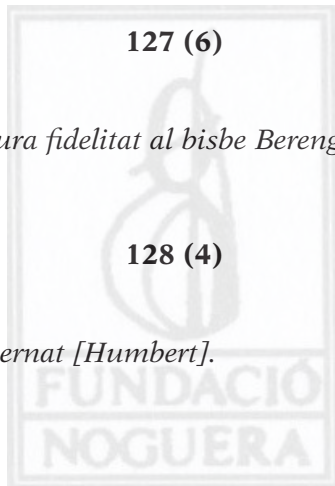 127 (6)
ura fidelitat al bisbe Bereng
128 (4)
ernat [Humbert].
FUNDACIÓ
NOGUERA